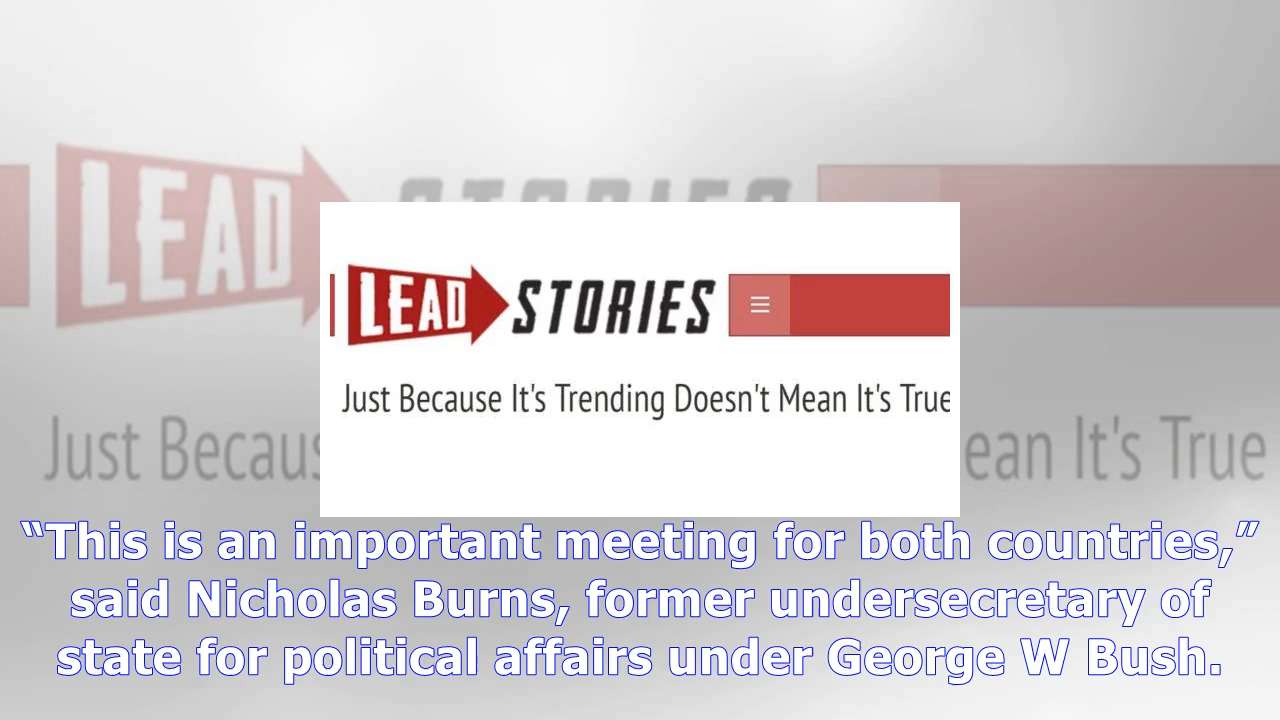 LEAD STORIES
Just Because It's Trending Doesn't Mean It's True
“This is an important meeting for both countries,”
said Nicholas Burns, former undersecretary of
state for political affairs under George W Bush.